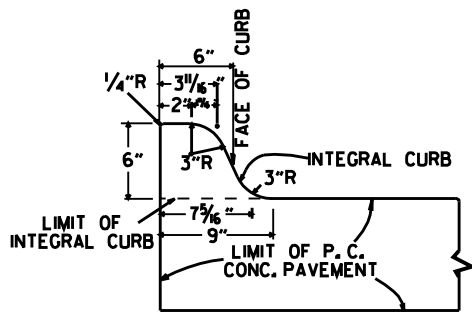 6"
FACE OF CURB
1/4"R
3 11/16"
2"
6"
3"R
INTEGRAL CURB
3"R
LIMIT OF
INTEGRAL CURB
7 5/16"
9"
LIMIT OF P.C.
CONC. PAVEMENT